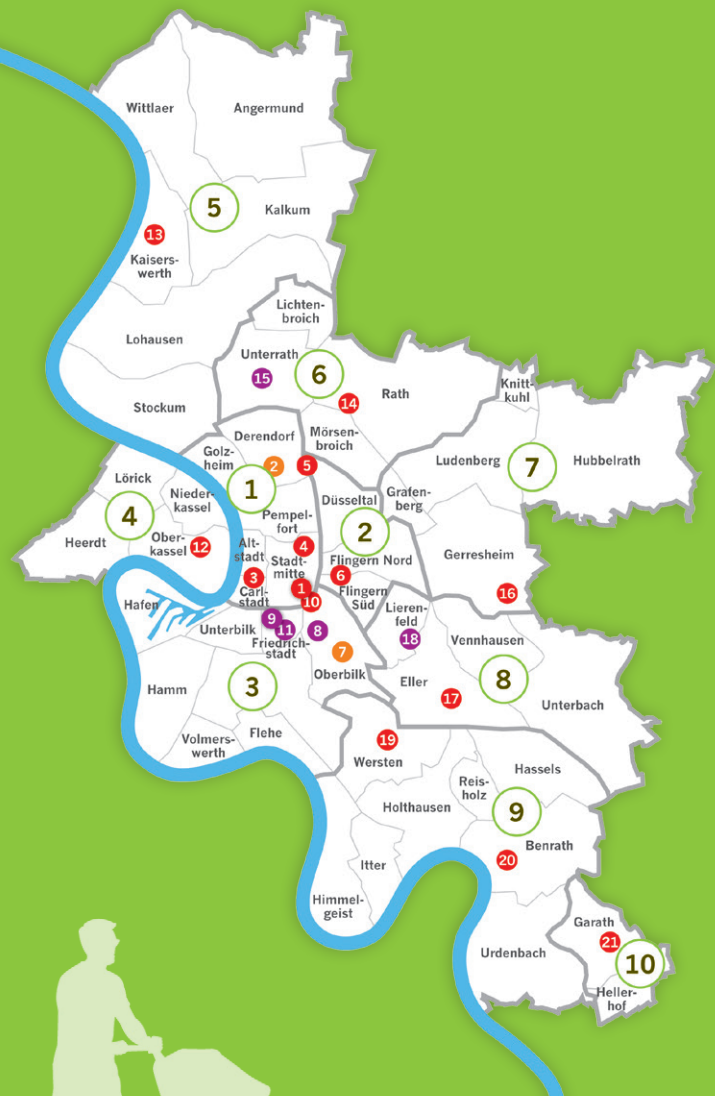 Wittlaer
Angermund
5
Kalkum
13
Kaisers-
werth
Lichten-
broich
Lohausen
Unterrath
6
15
Rath
Knitt-
kuhl
14
Stockum
Mörsen-
broich
Derendorf
Golz-
heim
2
5
Ludenberg
7
Hubbelrath
Lörick
Nieder-
kassel
1
Düsseltal
Grafen-
berg
4
Pempel-
fort
2
Heerdt
Ober-
kassel
12
Alt-
stadt
4
Flingern Nord
Gerresheim
Stadt-
mitte
3
6
Carl-
stadt
1
10
Flingern
Süd
16
Hafen
Lieren-
feld
Unterbilk
9
11
8
18
Vennhausen
Friedrich-
stadt
7
Oberbilk
Eller
8
Hamm
3
17
Unterbach
Volmers-
werth
Flehe
19
Wersten
Hassels
Reis-
holz
Holthausen
9
Benrath
20
Itter
Himmel-
geist
Garath
21
10
Urdenbach
Heller-
hof